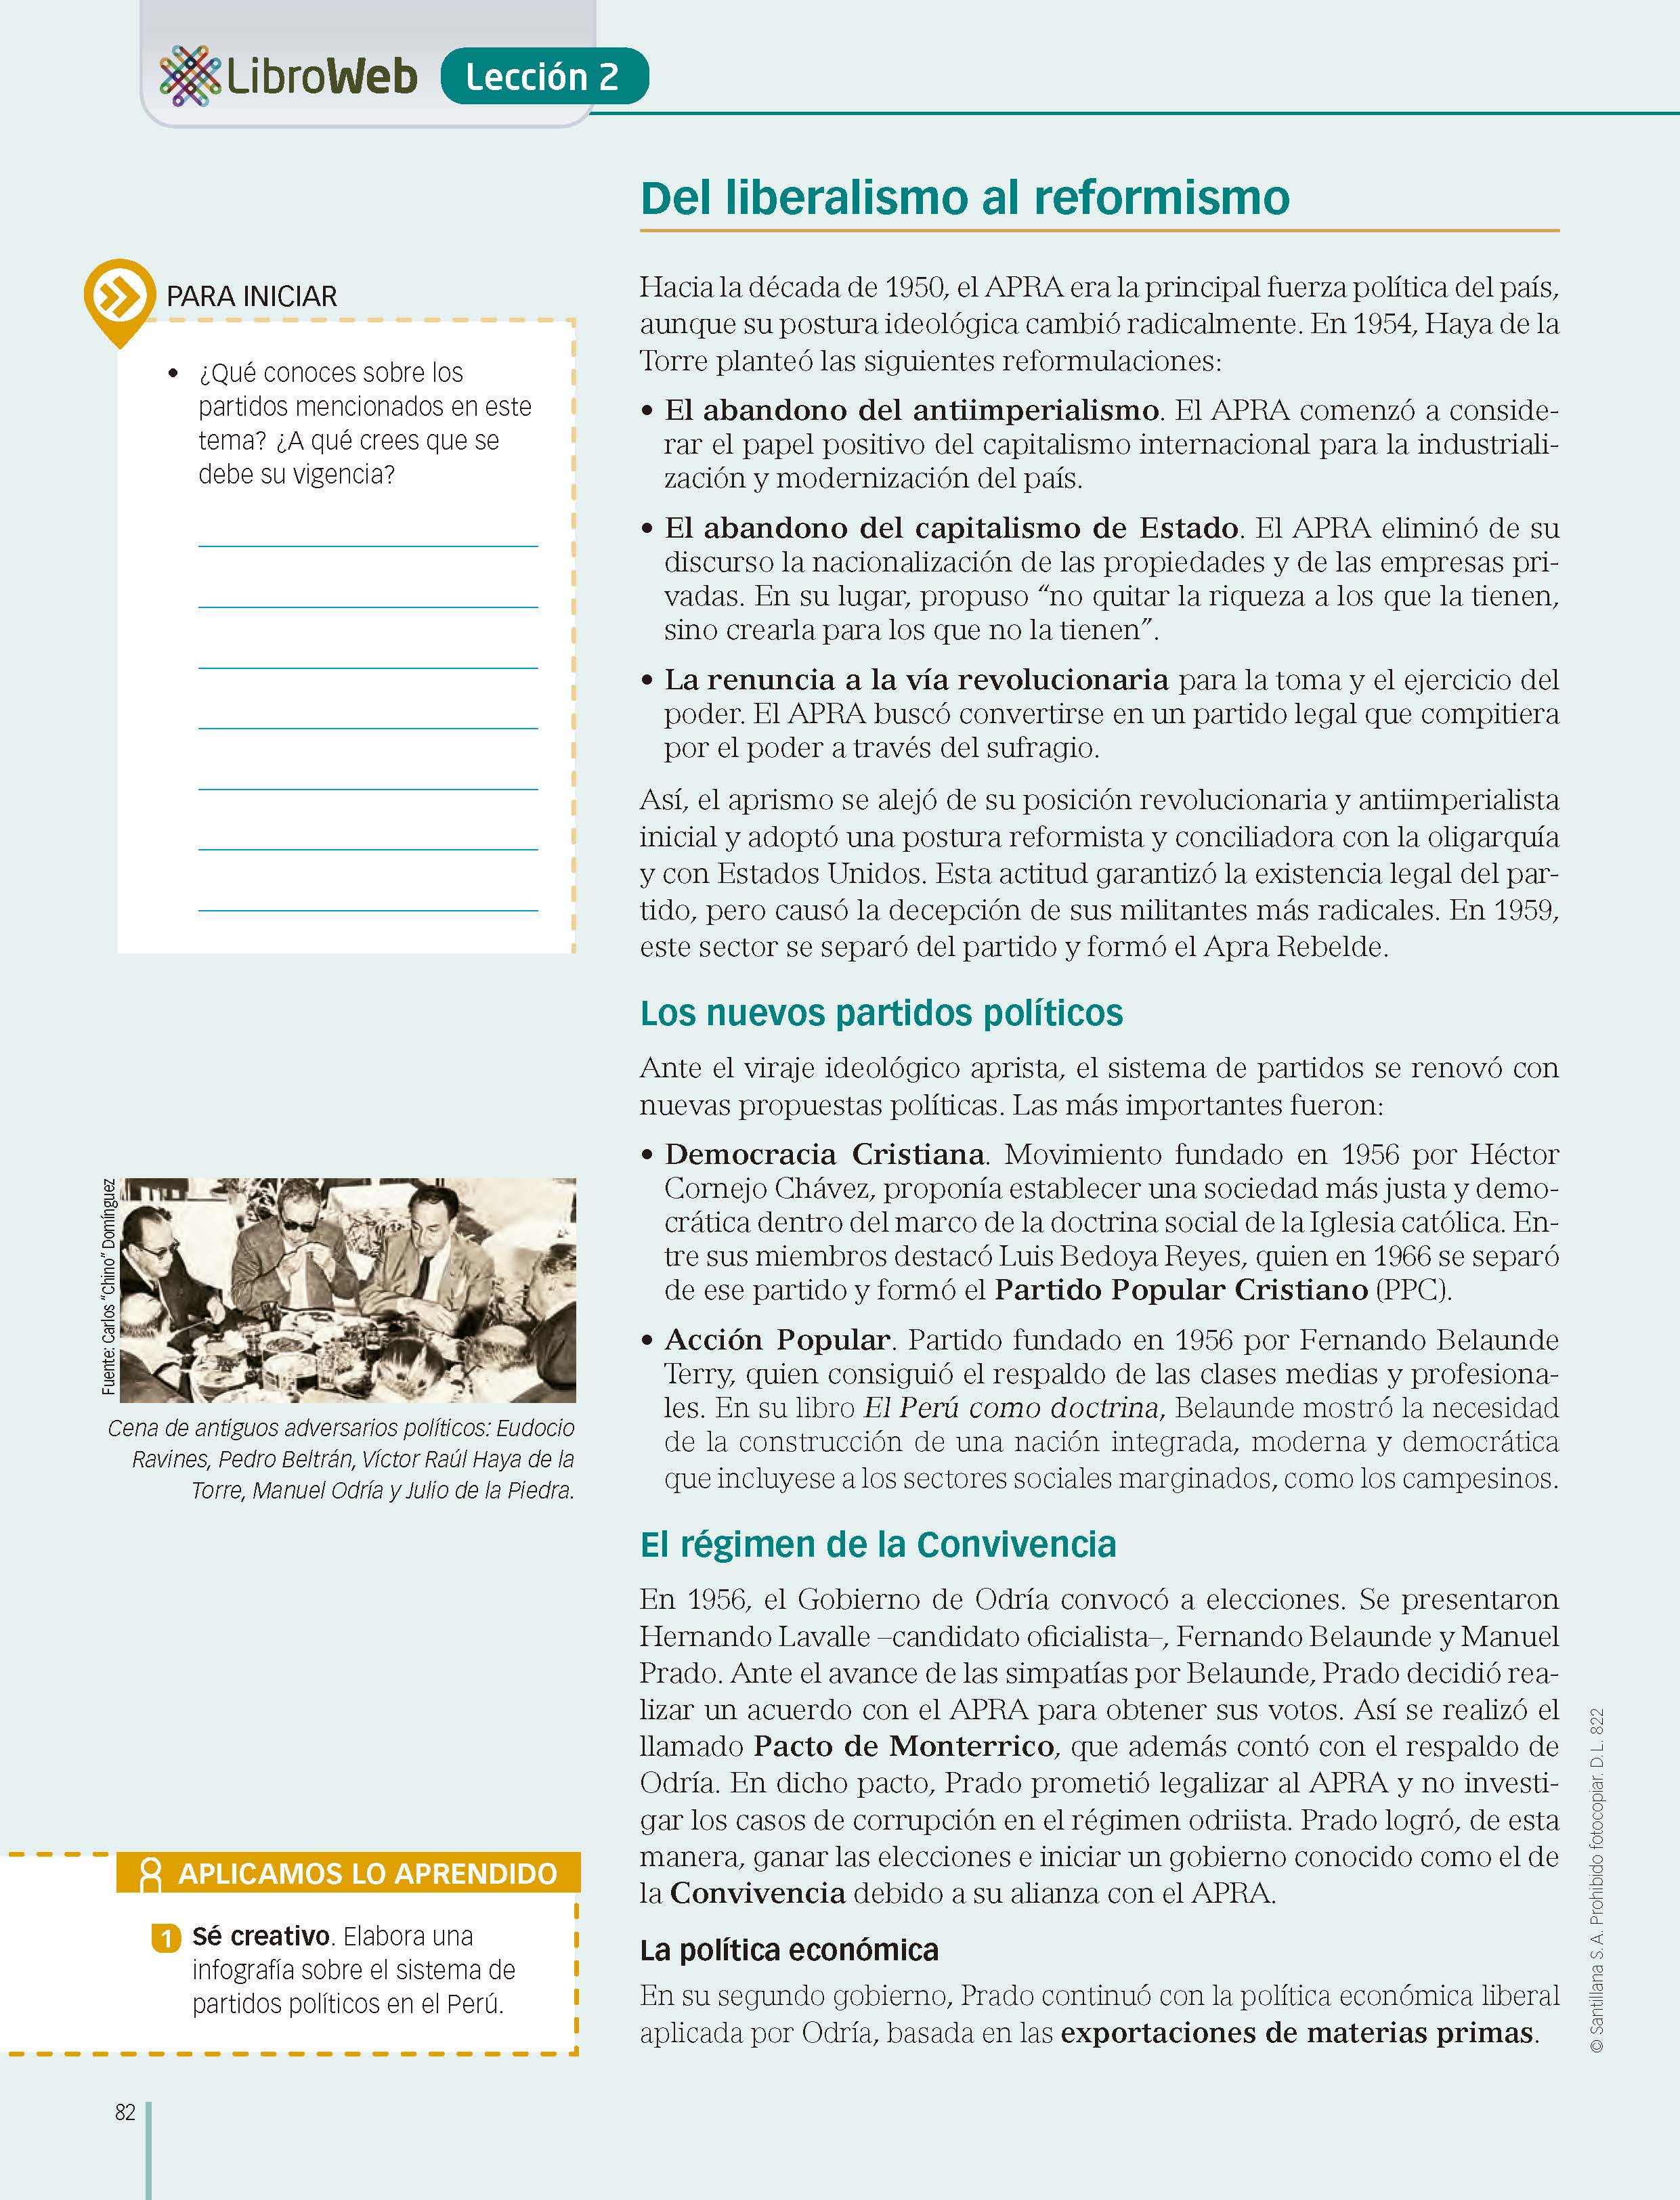 LibroWeb
Lección 2
Del liberalismo al reformismo
PARA INICIAR
• ¿Qué conoces sobre los
partidos mencionados en este
tema? ¿A qué crees que se
debe su vigencia?
Hacia la década de 1950, el APRA era la principal fuerza política del país,
aunque su postura ideológica cambió radicalmente. En 1954, Haya de la
Torre planteó las siguientes reformulaciones:
• El abandono del antiimperialismo. El APRA comenzó a conside-
rar el papel positivo del capitalismo internacional para la industriali-
zación y modernización del país.
• El abandono del capitalismo de Estado. El APRA eliminó de su
discurso la nacionalización de las propiedades y de las empresas pri-
vadas. En su lugar, propuso “no quitar la riqueza a los que la tienen,
sino crearla para los que no la tienen”.
• La renuncia a la vía revolucionaria para la toma y el ejercicio del
poder. El APRA buscó convertirse en un partido legal que compitiera
por el poder a través del sufragio.
Así, el aprismo se alejó de su posición revolucionaria y antiimperialista
inicial y adoptó una postura reformista y conciliadora con la oligarquía
y con Estados Unidos. Esta actitud garantizó la existencia legal del par-
tido, pero causó la decepción de sus militantes más radicales. En 1959,
este sector se separó del partido y formó el Apra Rebelde.
Los nuevos partidos políticos
Ante el viraje ideológico aprista, el sistema de partidos se renovó con
nuevas propuestas políticas. Las más importantes fueron:
• Democracia Cristiana. Movimiento fundado en 1956 por Héctor
Cornejo Chávez, proponía establecer una sociedad más justa y demo-
crática dentro del marco de la doctrina social de la Iglesia católica. En-
tre sus miembros destacó Luis Bedoya Reyes, quien en 1966 se separó
de ese partido y formó el Partido Popular Cristiano (PPC).
• Acción Popular. Partido fundado en 1956 por Fernando Belaunde
Terry, quien consiguió el respaldo de las clases medias y profesiona-
les. En su libro El Perú como doctrina, Belaunde mostró la necesidad
de la construcción de una nación integrada, moderna y democrática
que incluyese a los sectores sociales marginados, como los campesinos.
Fuente: Carlos “Chino” Domínguez
Cena de antiguos adversarios políticos: Eudocio
Ravines, Pedro Beltrán, Víctor Raúl Haya de la
Torre, Manuel Odría y Julio de la Piedra.
El régimen de la Convivencia
En 1956, el Gobierno de Odría convocó a elecciones. Se presentaron
Hernando Lavalle –candidato oficialista–, Fernando Belaunde y Manuel
Prado. Ante el avance de las simpatías por Belaunde, Prado decidió rea-
lizar un acuerdo con el APRA para obtener sus votos. Así se realizó el
llamado Pacto de Monterrico, que además contó con el respaldo de
Odría. En dicho pacto, Prado prometió legalizar al APRA y no investi-
gar los casos de corrupción en el régimen odriista. Prado logró, de esta
manera, ganar las elecciones e iniciar un gobierno conocido como el de
la Convivencia debido a su alianza con el APRA.
La política económica
En su segundo gobierno, Prado continuó con la política económica liberal
aplicada por Odría, basada en las exportaciones de materias primas.
APLICAMOS LO APRENDIDO
1 Sé creativo. Elabora una
infografía sobre el sistema de
partidos políticos en el Perú.
© Santillana S.A. Prohibido fotocopiar. D.L. 822
82